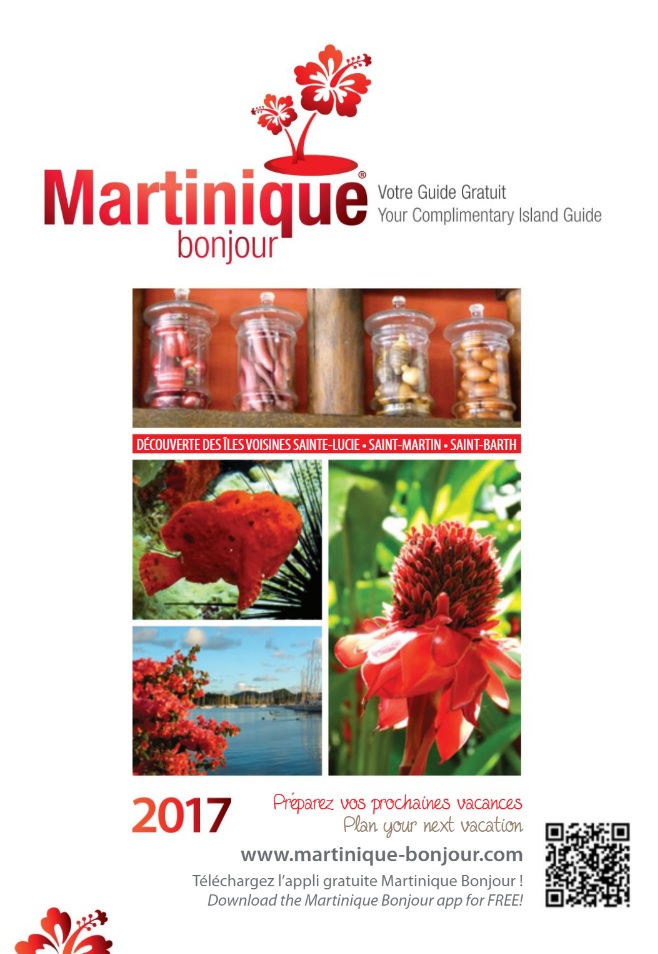 Martinique®
bonjour
Votre Guide Gratuit
Your Complimentary Island Guide
DÉCOUVERTE DES ÎLES VOISINES SAINTE-LUCIE • SAINT-MARTIN • SAINT-BARTH
2017
Préparez vos prochaines vacances
Plan your next vacation
www.martinique-bonjour.com
Téléchargez l'appli gratuite Martinique Bonjour !
Download the Martinique Bonjour app for FREE!